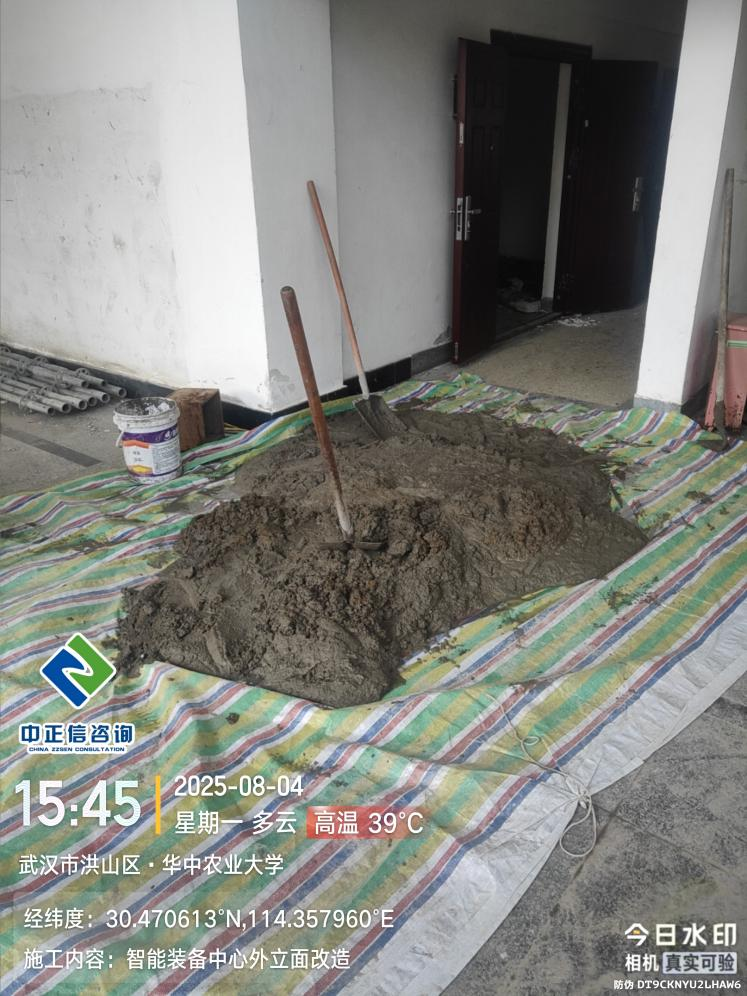 中正信咨询
CHINA ZZSEN CONSULTATION
15:45
2025-08-04
星期一 多云 高温 39℃
武汉市洪山区·华中农业大学
经纬度：30.470613°N,114.357960°E
施工内容：智能装备中心外立面改造
今日水印
相机 真实可验
防伪 DT9CKNYU2LHAW6